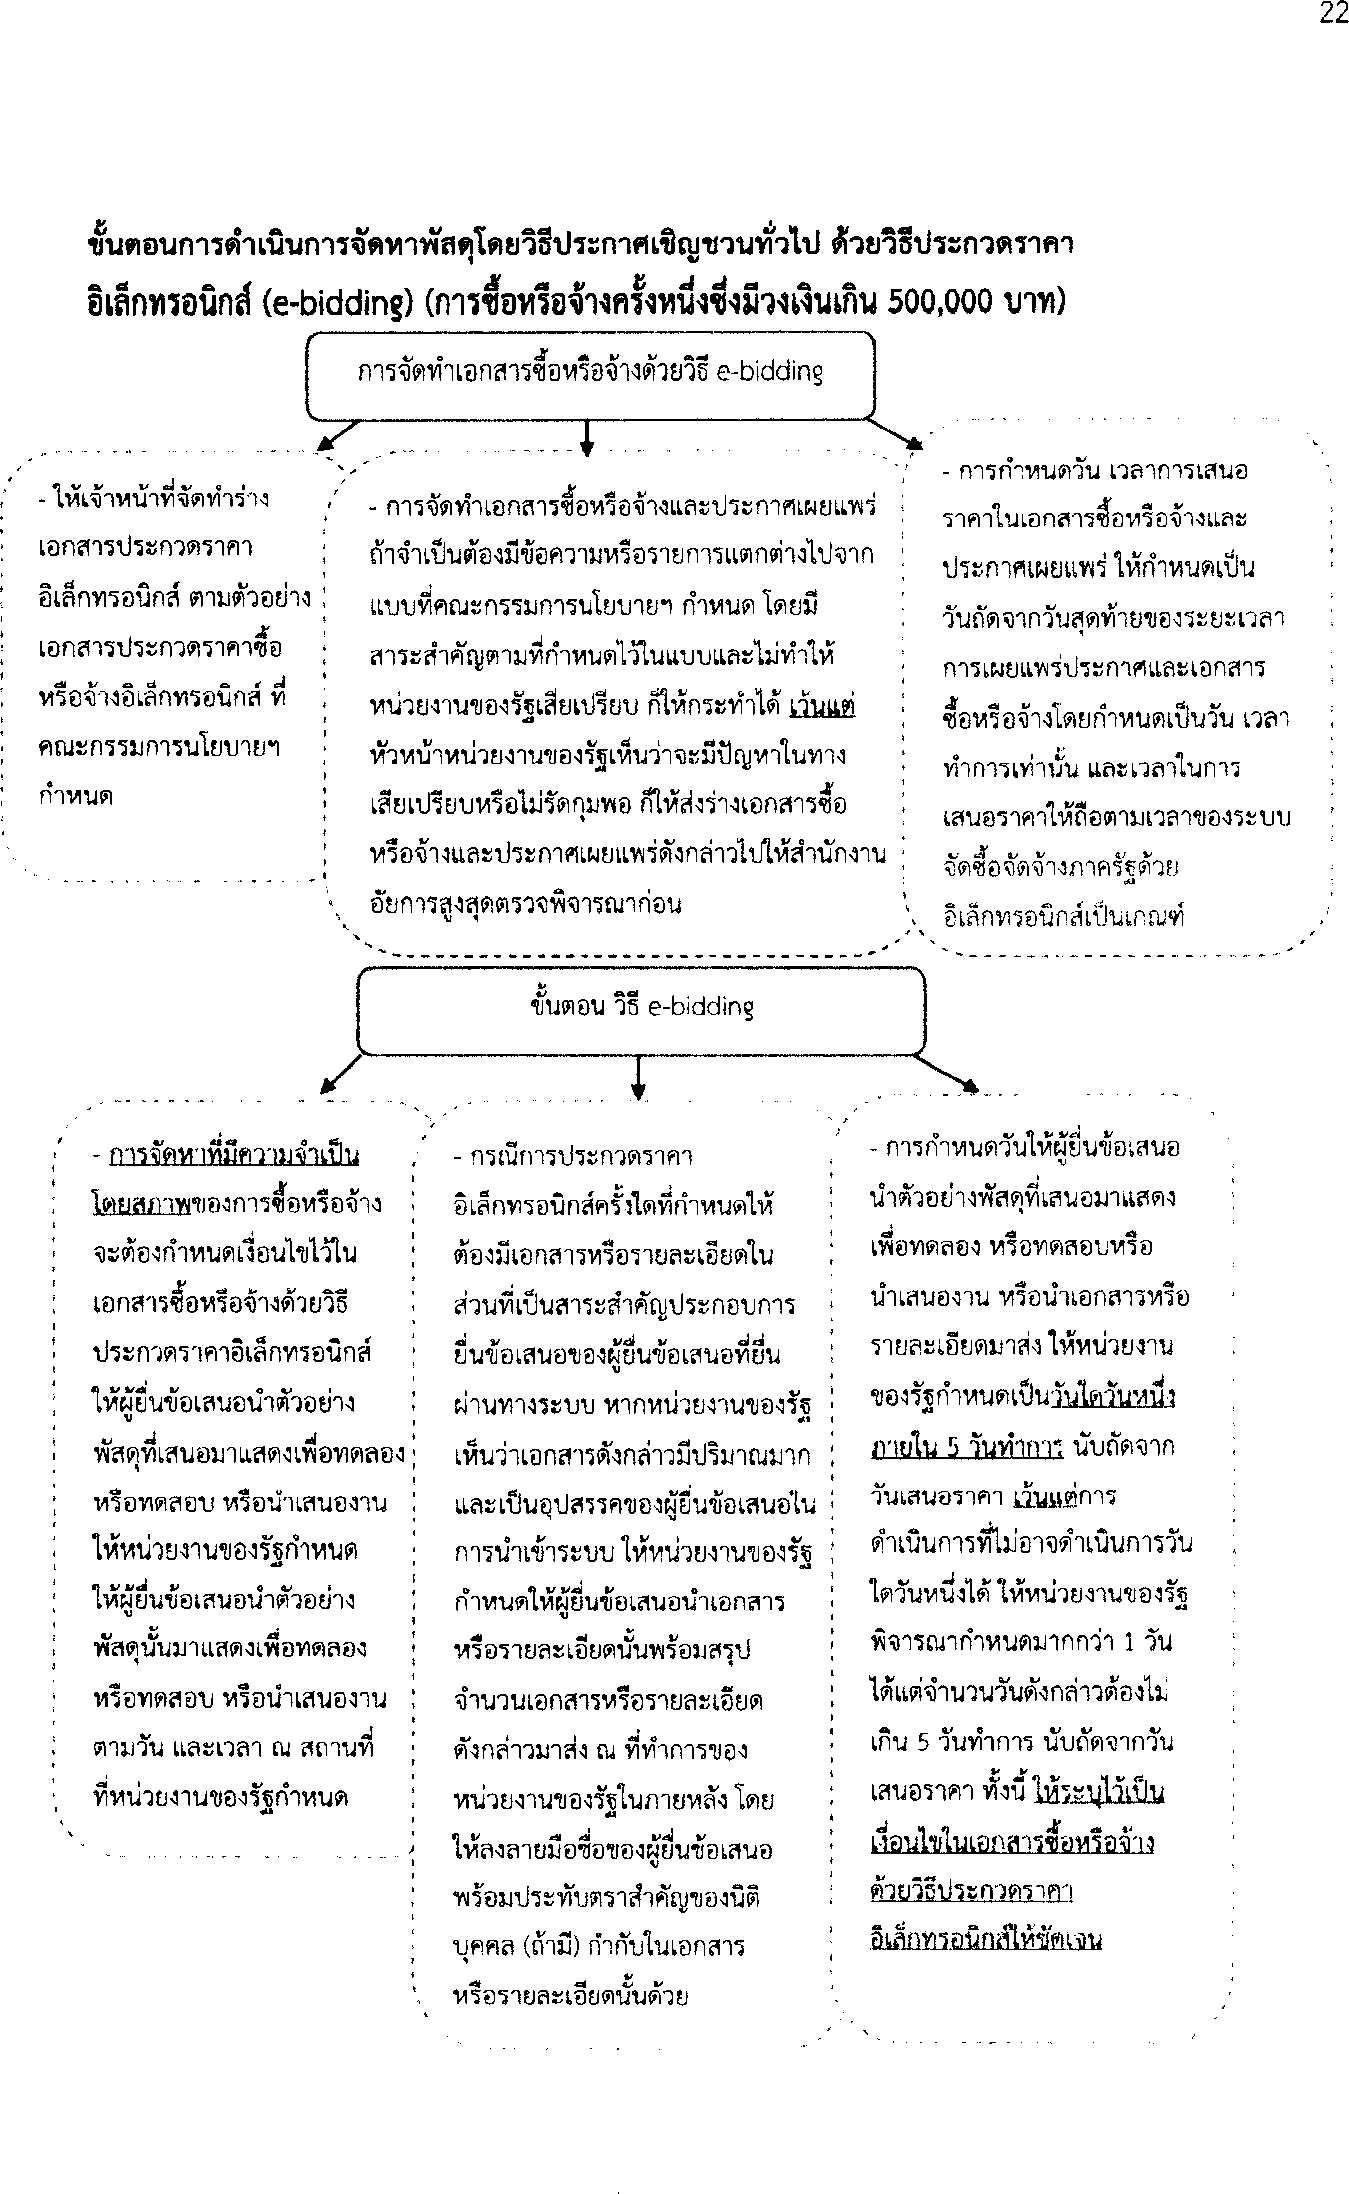 22
ขั้นตอนการดำเนินการจัดหาพัสดุโดยวิธีประกาศเชิญชวนทั่วไป ด้วยวิธีประกวดราคา
อิเล็กทรอนิกส์ (e-bidding) (การซื้อหรือจ้างครั้งหนึ่งซึ่งมีวงเงินเกิน 500,000 บาท)
การจัดทำเอกสารซื้อหรือจ้างด้วยวิธี e-bidding
- ให้เจ้าหน้าที่จัดทำร่าง
เอกสารประกวดราคา
อิเล็กทรอนิกส์ ตามตัวอย่าง
เอกสารประกวดราคาซื้อ
หรือจ้างอิเล็กทรอนิกส์ ที่
คณะกรรมการนโยบายฯ
กำหนด
- การจัดทำเอกสารซื้อหรือจ้างและประกาศเผยแพร่
ถ้าจำเป็นต้องมีข้อความหรือรายการแตกต่างไปจาก
แบบที่คณะกรรมการนโยบายฯ กำหนด โดยมี
สาระสำคัญตามที่กำหนดไว้ในแบบและไม่ทำให้
หน่วยงานของรัฐเสียเปรียบ ก็ให้กระทำได้ เว้นแต่
หัวหน้าหน่วยงานของรัฐเห็นว่าจะมีปัญหาในทาง
เสียเปรียบหรือไม่รัดกุมพอ ก็ให้ส่งร่างเอกสารซื้อ
หรือจ้างและประกาศเผยแพร่ดังกล่าวไปให้สำนักงาน
อัยการสูงสุดตรวจพิจารณาก่อน
- การกำหนดวัน เวลาการเสนอ
ราคาในเอกสารซื้อหรือจ้างและ
ประกาศเผยแพร่ ให้กำหนดเป็น
วันถัดจากวันสุดท้ายของระยะเวลา
การเผยแพร่ประกาศและเอกสาร
ซื้อหรือจ้างโดยกำหนดเป็นวัน เวลา
ทำการเท่านั้น และเวลาในการ
เสนอราคาให้ถือตามเวลาของระบบ
จัดซื้อจัดจ้างภาครัฐด้วย
อิเล็กทรอนิกส์เป็นเกณฑ์
ขั้นตอน วิธี e-bidding
- การจัดหาที่มีความจำเป็น
โดยสภาพของการซื้อหรือจ้าง
จะต้องกำหนดเงื่อนไขไว้ใน
เอกสารซื้อหรือจ้างด้วยวิธี
ประกวดราคาอิเล็กทรอนิกส์
ให้ผู้ยื่นข้อเสนอนำตัวอย่าง
พัสดุที่เสนอมาแสดงเพื่อทดลอง
หรือทดสอบ หรือนำเสนองาน
ให้หน่วยงานของรัฐกำหนด
ให้ผู้ยื่นข้อเสนอนำตัวอย่าง
พัสดุนั้นมาแสดงเพื่อทดลอง
หรือทดสอบ หรือนำเสนองาน
ตามวัน และเวลา ณ สถานที่
ที่หน่วยงานของรัฐกำหนด
- กรณีการประกวดราคา
อิเล็กทรอนิกส์ครั้งใดที่กำหนดให้
ต้องมีเอกสารหรือรายละเอียดใน
ส่วนที่เป็นสาระสำคัญประกอบการ
ยื่นข้อเสนอของผู้ยื่นข้อเสนอที่ยื่น
ผ่านทางระบบ หากหน่วยงานของรัฐ
เห็นว่าเอกสารดังกล่าวมีปริมาณมาก
และเป็นอุปสรรคของผู้ยื่นข้อเสนอใน
การนำเข้าระบบ ให้หน่วยงานของรัฐ
กำหนดให้ผู้ยื่นข้อเสนอนำเอกสาร
หรือรายละเอียดนั้นพร้อมสรุป
จำนวนเอกสารหรือรายละเอียด
ดังกล่าวมาส่ง ณ ที่ทำการของ
หน่วยงานของรัฐในภายหลัง โดย
ให้ลงลายมือชื่อของผู้ยื่นข้อเสนอ
พร้อมประทับตราสำคัญของนิติ
บุคคล (ถ้ามี) กำกับในเอกสาร
หรือรายละเอียดนั้นด้วย
- การกำหนดวันให้ผู้ยื่นข้อเสนอ
นำตัวอย่างพัสดุที่เสนอมาแสดง
เพื่อทดลอง หรือทดสอบหรือ
นำเสนองาน หรือนำเอกสารหรือ
รายละเอียดมาส่ง ให้หน่วยงาน
ของรัฐกำหนดเป็นวันใดวันหนึ่ง
ภายใน 5 วันทำการ นับถัดจาก
วันเสนอราคา เว้นแต่การ
ดำเนินการที่ไม่อาจดำเนินการวัน
ใดวันหนึ่งได้ ให้หน่วยงานของรัฐ
พิจารณากำหนดมากกว่า 1 วัน
ได้แต่จำนวนวันดังกล่าวต้องไม่
เกิน 5 วันทำการ นับถัดจากวัน
เสนอราคา ทั้งนี้ ให้ระบุไว้เป็น
เงื่อนไขในเอกสารซื้อหรือจ้าง
ด้วยวิธีประกวดราคา
อิเล็กทรอนิกส์ให้ชัดเจน